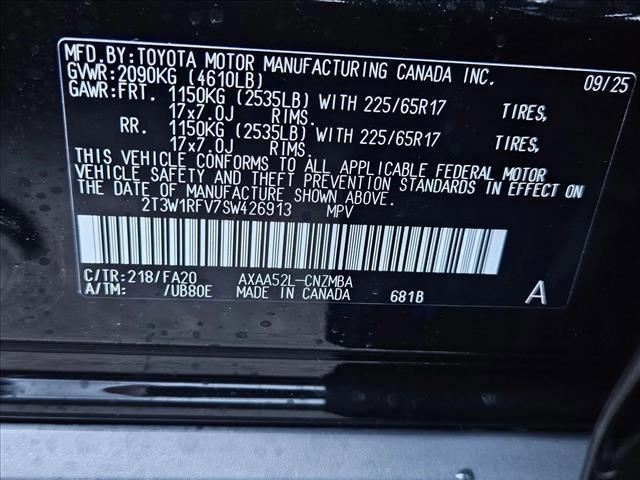 MFD.BY:TOYOTA MOTOR MANUFACTURING CANADA INC. 09/25
GVWR:2090KG (4610LB)
GAWR:FRT. 1150KG (2535LB) WITH 225/65R17 TIRES,
17x7.0J RIMS.
RR. 1150KG (2535LB) WITH 225/65R17 TIRES,
17x7.0J RIMS.
THIS VEHICLE CONFORMS TO ALL APPLICABLE FEDERAL MOTOR
VEHICLE SAFETY AND THEFT PREVENTION STANDARDS IN EFFECT ON
THE DATE OF MANUFACTURE SHOWN ABOVE.
2T3W1RFV7SW426913 MPV
C/TR:218/FA20 AXAA52L-CNZMBA
A/TM: /UB80E MADE IN CANADA 681B A